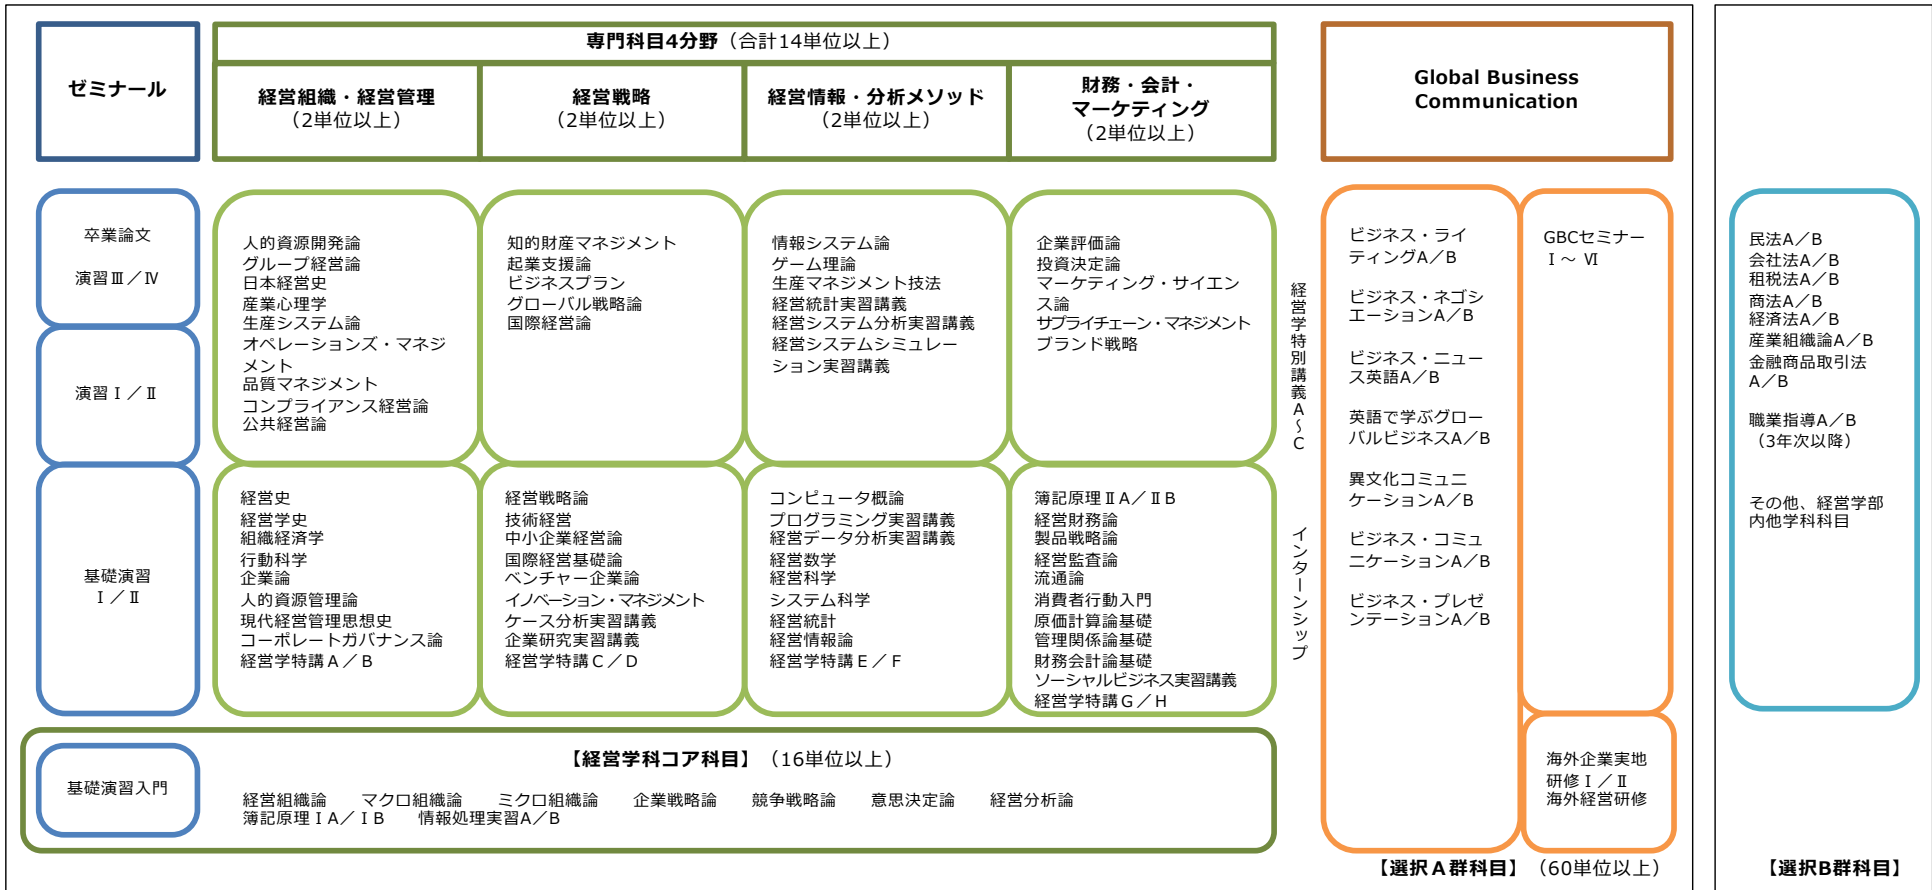 ゼミナール
専門科目4分野（合計14単位以上）
経営組織・経営管理
（2単位以上）
経営戦略
（2単位以上）
経営情報・分析メソッド
（2単位以上）
財務・会計・
マーケティング
（2単位以上）
Global Business
Communication
卒業論文
演習Ⅲ／Ⅳ
演習Ⅰ／Ⅱ
基礎演習
Ⅰ／Ⅱ
人的資源開発論
グループ経営論
日本経営史
産業心理学
生産システム論
オペレーションズ・マネジ
メント
品質マネジメント
コンプライアンス経営論
公共経営論
知的財産マネジメント
起業支援論
ビジネスプラン
グローバル戦略論
国際経営論
情報システム論
ゲーム理論
生産マネジメント技法
経営統計実習講義
経営システム分析実習講義
経営システムシミュレー
ション実習講義
企業評価論
投資決定論
マーケティング・サイエン
ス論
サプライチェーン・マネジメント
ブランド戦略
経営史
経営学史
組織経済学
行動科学
企業論
人的資源管理論
現代経営管理思想史
コーポレートガバナンス論
経営学特講Ａ／Ｂ
経営戦略論
技術経営
中小企業経営論
国際経営基礎論
ベンチャー企業論
イノベーション・マネジメント
ケース分析実習講義
企業研究実習講義
経営学特講Ｃ／Ｄ
コンピュータ概論
プログラミング実習講義
経営データ分析実習講義
経営数学
経営科学
システム科学
経営統計
経営情報論
経営学特講Ｅ／Ｆ
簿記原理ⅡＡ／ⅡＢ
経営財務論
製品戦略論
経営監査論
流通論
消費者行動入門
原価計算論基礎
管理関係論基礎
財務会計論基礎
ソーシャルビジネス実習講義
経営学特講Ｇ／Ｈ
経営学特別講義A～C
インターンシップ
ビジネス・ライ
ティングA／B
ビジネス・ネゴシ
エーションA／B
ビジネス・ニュー
ス英語A／B
英語で学ぶグロー
バルビジネスA／B
異文化コミュニ
ケーションA／B
ビジネス・コミュ
ニケーションA／B
ビジネス・プレゼ
ンテーションA／B
GBCセミナー
Ⅰ～ Ⅵ
海外企業実地
研修Ⅰ／Ⅱ
海外経営研修
基礎演習入門
【経営学科コア科目】（16単位以上）
経営組織論　マクロ組織論　ミクロ組織論　企業戦略論　競争戦略論　意思決定論　経営分析論
簿記原理ⅠA／ⅠB　情報処理実習A／B
【選択Ａ群科目】（60単位以上）
民法A／B
会社法A／B
租税法A／B
商法A／B
経済法A／B
産業組織論A／B
金融商品取引法
A／B
職業指導A／B
（3年次以降）
その他、経営学部
内他学科科目
【選択B群科目】